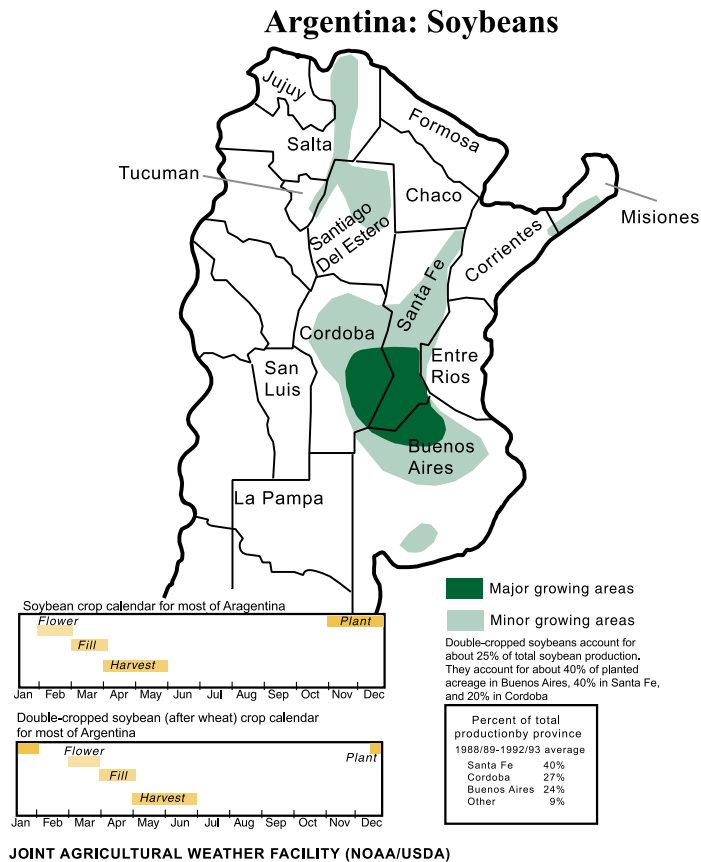 Argentina: Soybeans
Jujuy
Formosa
Salta
Tucuman
Chaco
Misiones
Santiago
Del Estero
Corrientes
Santa Fe
Cordoba
Entre
Rios
San
Luis
Buenos
Aires
La Pampa
Major growing areas
Minor growing areas
Double-cropped soybeans account for
about 25% of total soybean production.
They account for about 40% of planted
acreage in Buenos Aires, 40% in Santa Fe,
and 20% in Cordoba
Percent of total
productionby province
1988/89-1992/93 average
Santa Fe 40%
Cordoba 27%
Buenos Aires 24%
Other 9%
Soybean crop calendar for most of Aragentina
Flower
Plant
Fill
Harvest
Jan Feb Mar Apr May Jun Jul Aug Sep Oct Nov Dec
Double-cropped soybean (after wheat) crop calendar
for most of Argentina
Flower
Plant
Fill
Harvest
Jan Feb Mar Apr May Jun Jul Aug Sep Oct Nov Dec
JOINT AGRICULTURAL WEATHER FACILITY (NOAA/USDA)